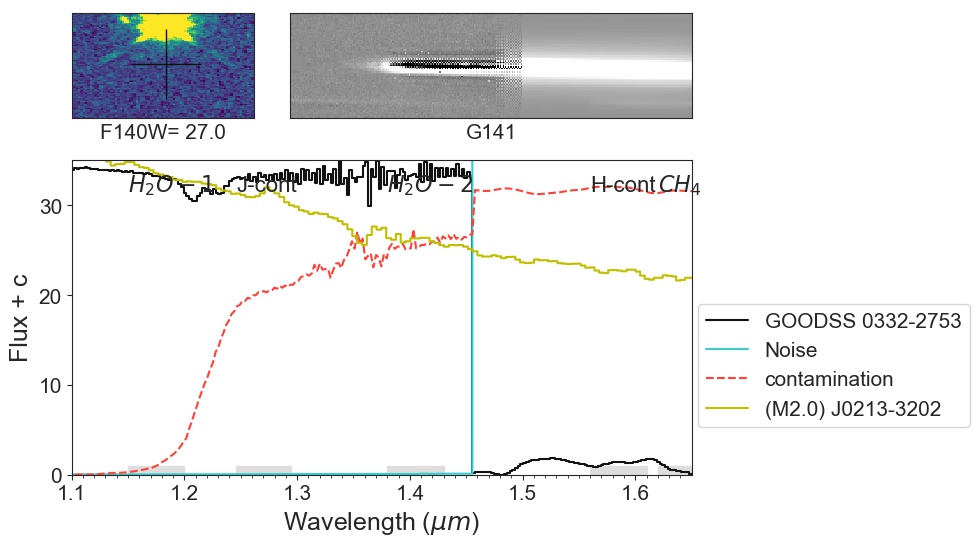 F140W= 27.0
G141
H₂O − 1
J-cont
H₂O − 2
H-cont
CH₄
Flux + c
30
20
10
0
1.1
1.2
1.3
1.4
1.5
1.6
Wavelength (μm)
GOODSS 0332-2753
Noise
contamination
(M2.0) J0213-3202